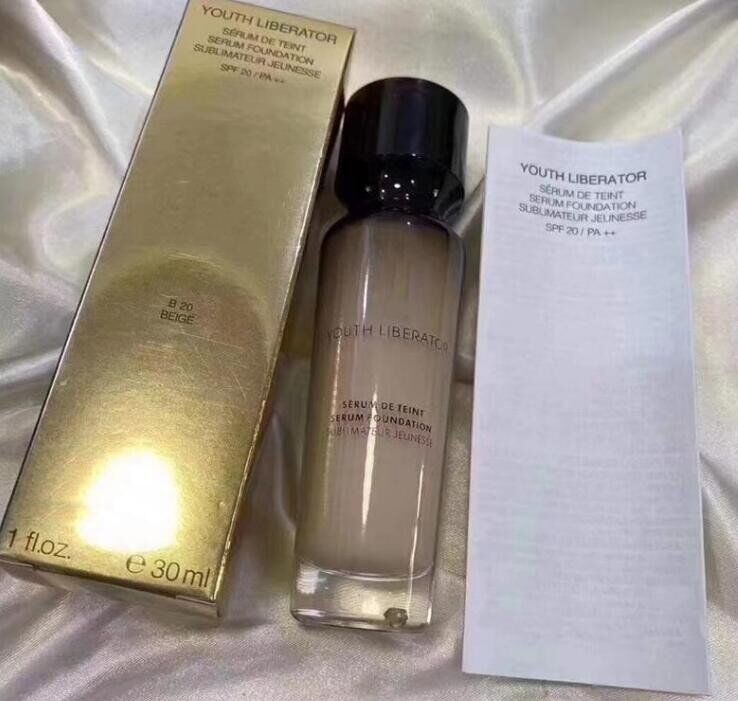 YOUTH LIBERATOR
SÉRUM DE TEINT
SERUM FOUNDATION
SUBLIMATEUR JEUNESSE
SPF 20 / PA ++
B 20
BEIGE
1 fl.oz.
e 30 ml
YOUTH LIBERATOR
SÉRUM DE TEINT
SERUM FOUNDATION
SUBLIMATEUR JEUNESSE
YOUTH LIBERATOR
SÉRUM DE TEINT
SERUM FOUNDATION
SUBLIMATEUR JEUNESSE
SPF 20 / PA ++